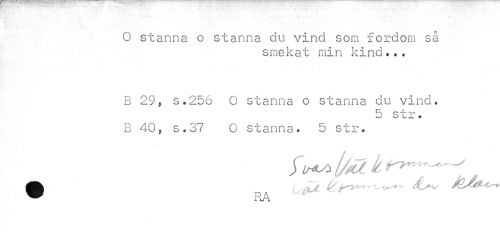 O stanna o stanna du vind som fordom så
smekat min kind...
B 29, s.256 O stanna o stanna du vind.
5 str.
B 40, s.37 O stanna. 5 str.
Svas Välkommen
Välkommen du klara
RA